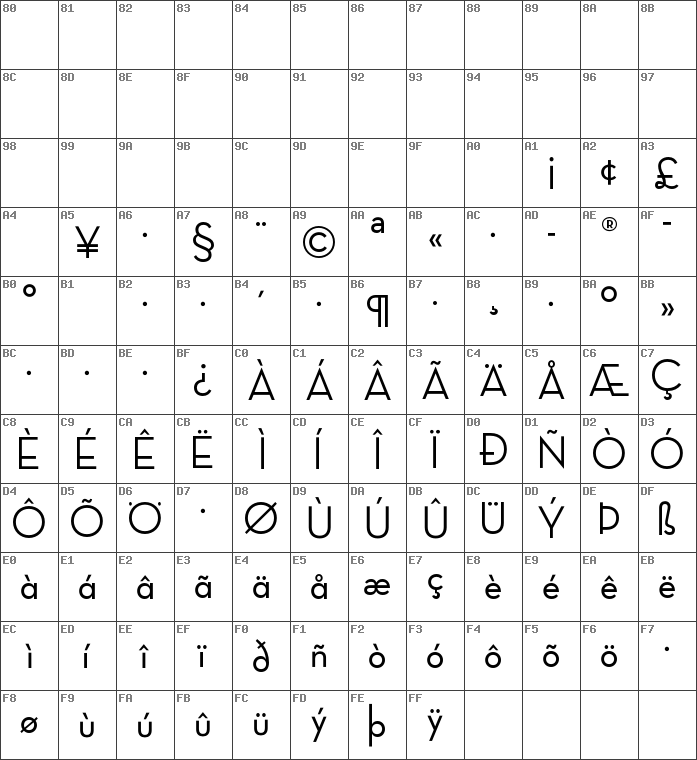 80 81 82 83 84 85 86 87 88 89 8A 8B
8C 8D 8E 8F 90 91 92 93 94 95 96 97
98 99 9A 9B 9C 9D 9E 9F A0 A1 A2 A3
¡ ¢ £
A4 A5 A6 A7 A8 A9 AA AB AC AD AE AF
¥ · § ¨ © ª « · - ® ¯
B0 B1 B2 B3 B4 B5 B6 B7 B8 B9 BA BB
° · · ´ · ¶ · ¸ · º »
BC BD BE BF C0 C1 C2 C3 C4 C5 C6 C7
· · · ¿ À Á Â Ã Ä Å Æ Ç
C8 C9 CA CB CC CD CE CF D0 D1 D2 D3
È É Ê Ë Ì Í Î Ï Ð Ñ Ò Ó
D4 D5 D6 D7 D8 D9 DA DB DC DD DE DF
Ô Õ Ö · Ø Ù Ú Û Ü Ý Þ ß
E0 E1 E2 E3 E4 E5 E6 E7 E8 E9 EA EB
à á â ã ä å æ ç è é ê ë
EC ED EE EF F0 F1 F2 F3 F4 F5 F6 F7
ì í î ï ð ñ ò ó ô õ ö ·
F8 F9 FA FB FC FD FE FF
ø ù ú û ü ý þ ÿ